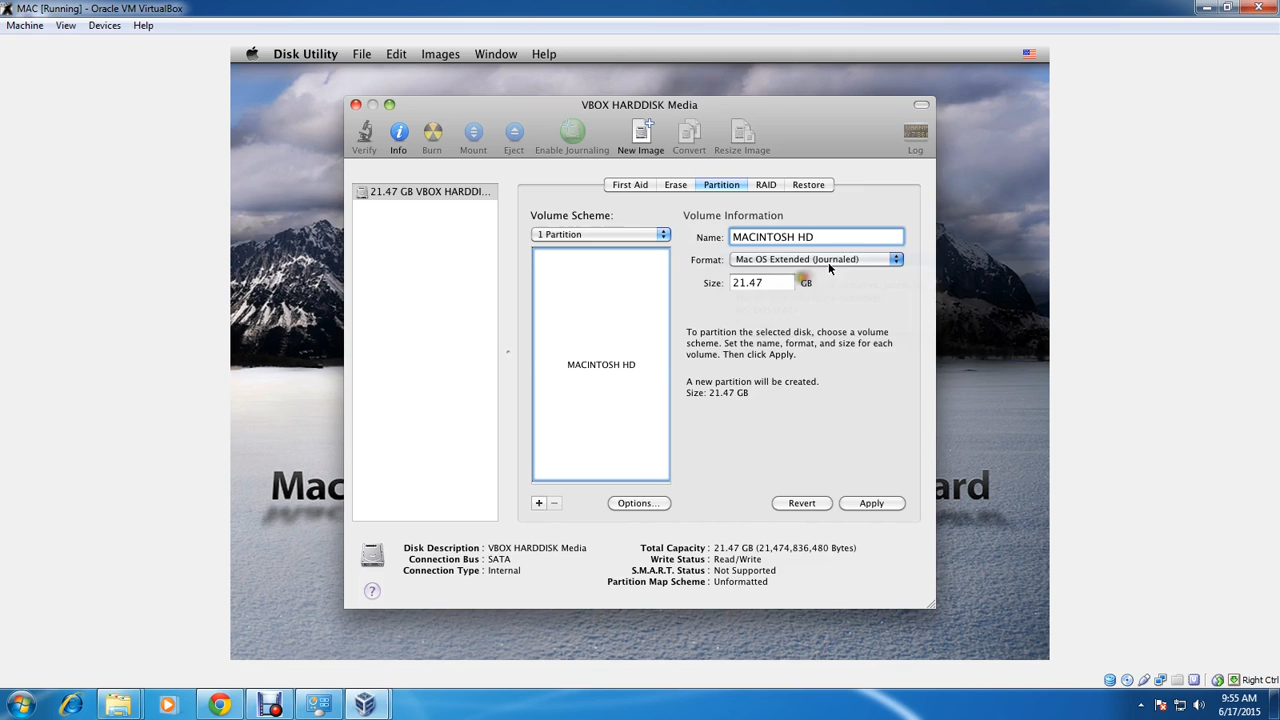 MAC [Running] - Oracle VM VirtualBox
Machine View Devices Help
Disk Utility File Edit Images Window Help
VBOX HARDDISK Media
Verify Info Burn Mount Eject Enable Journaling New Image Convert Resize Image Log
21.47 GB VBOX HARDDI...
First Aid Erase Partition RAID Restore
Volume Scheme:
1 Partition
MACINTOSH HD
Volume Information
Name: MACINTOSH HD
Format: Mac OS Extended (Journaled)
Size: 21.47 GB
To partition the selected disk, choose a volume
scheme. Set the name, format, and size for each
volume. Then click Apply.
A new partition will be created.
Size: 21.47 GB
+ − Options... Revert Apply
Mac ard
Disk Description : VBOX HARDDISK Media
Connection Bus : SATA
Connection Type : Internal
Total Capacity : 21.47 GB (21,474,836,480 Bytes)
Write Status : Read/Write
S.M.A.R.T. Status : Not Supported
Partition Map Scheme : Unformatted
?
Right Ctrl
9:55 AM
6/17/2015